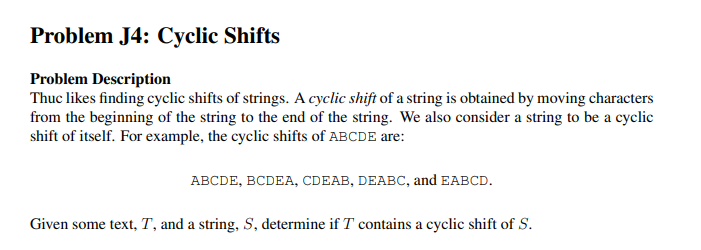 Problem J4: Cyclic Shifts
Problem Description
Thuc likes finding cyclic shifts of strings. A cyclic shift of a string is obtained by moving characters
from the beginning of the string to the end of the string. We also consider a string to be a cyclic
shift of itself. For example, the cyclic shifts of ABCDE are:
ABCDE, BCDEA, CDEAB, DEABC, and EABCD.
Given some text, T, and a string, S, determine if T contains a cyclic shift of S.